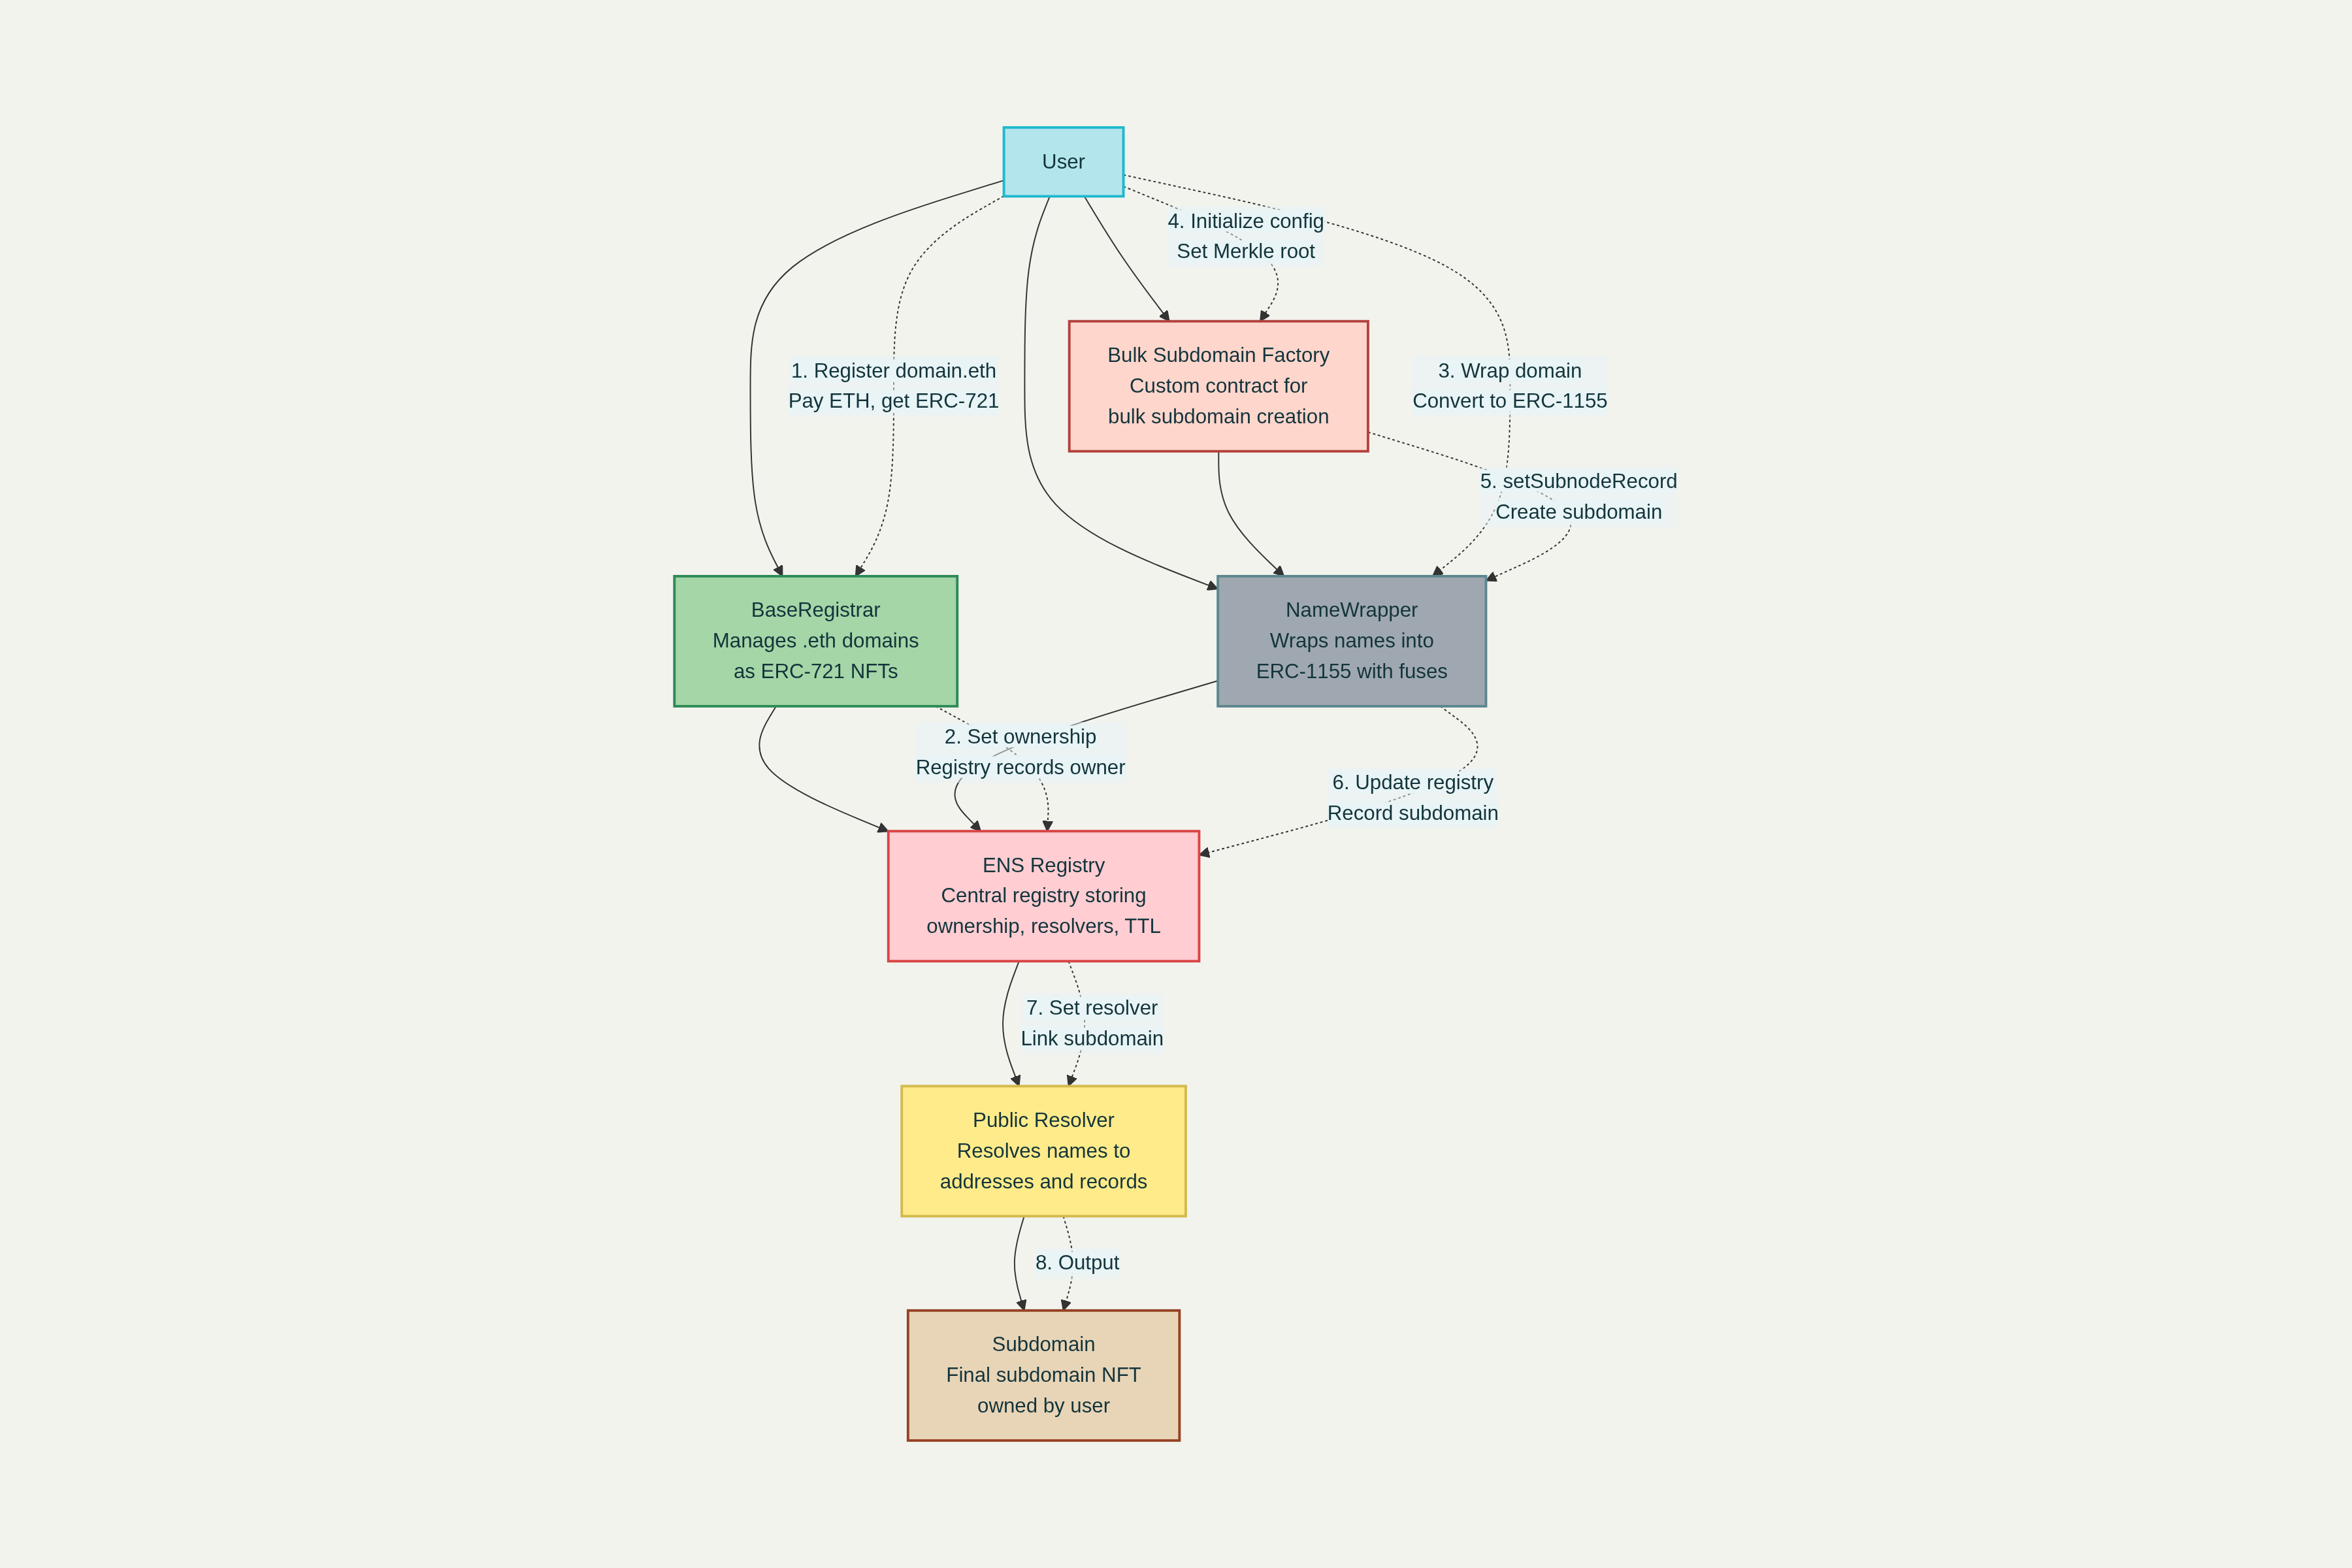 User
4. Initialize config
Set Merkle root
Bulk Subdomain Factory
Custom contract for
bulk subdomain creation
1. Register domain.eth
Pay ETH, get ERC-721
3. Wrap domain
Convert to ERC-1155
5. setSubnodeRecord
Create subdomain
BaseRegistrar
Manages .eth domains
as ERC-721 NFTs
NameWrapper
Wraps names into
ERC-1155 with fuses
2. Set ownership
Registry records owner
6. Update registry
Record subdomain
ENS Registry
Central registry storing
ownership, resolvers, TTL
7. Set resolver
Link subdomain
Public Resolver
Resolves names to
addresses and records
8. Output
Subdomain
Final subdomain NFT
owned by user